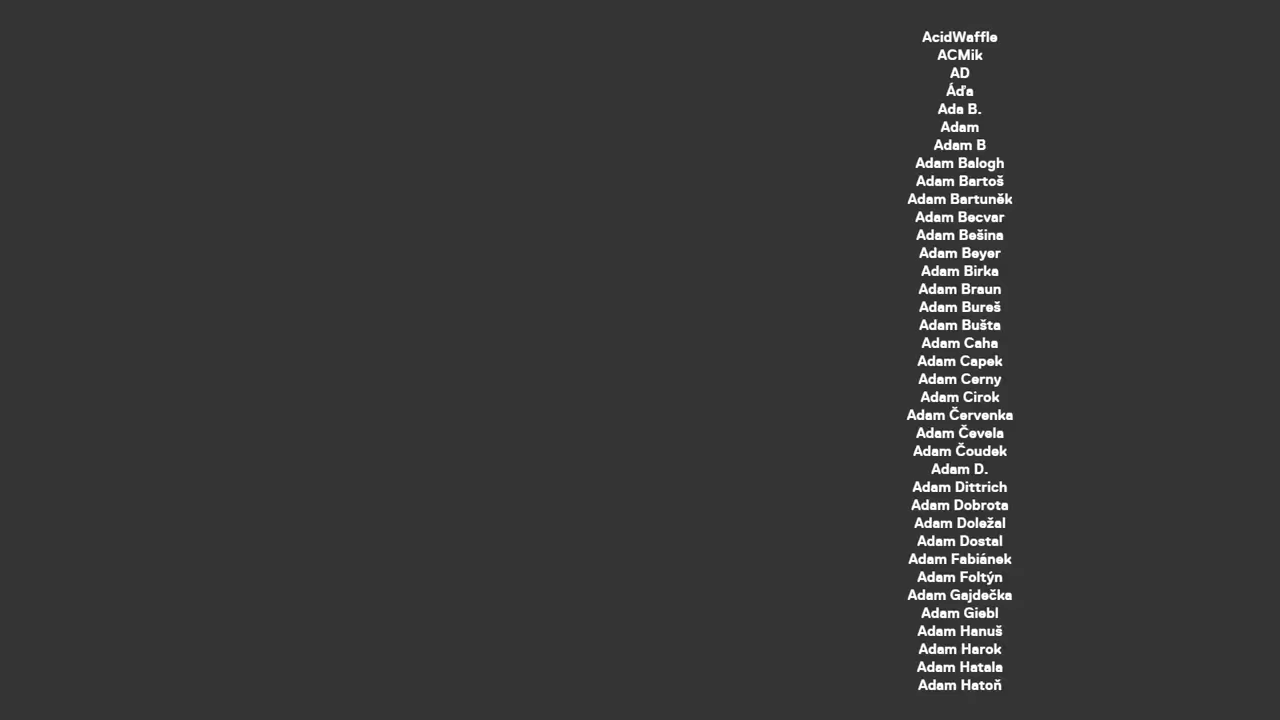 AcidWaffle
ACMik
AD
Áďa
Ada B.
Adam
Adam B
Adam Balogh
Adam Bartoš
Adam Bartuněk
Adam Becvar
Adam Bešina
Adam Beyer
Adam Birka
Adam Braun
Adam Bureš
Adam Bušta
Adam Caha
Adam Capek
Adam Cerny
Adam Cirok
Adam Červenka
Adam Čevela
Adam Čoudek
Adam D.
Adam Dittrich
Adam Dobrota
Adam Doležal
Adam Dostal
Adam Fabiánek
Adam Foltýn
Adam Gajdečka
Adam Giebl
Adam Hanuš
Adam Harok
Adam Hatala
Adam Hatoň